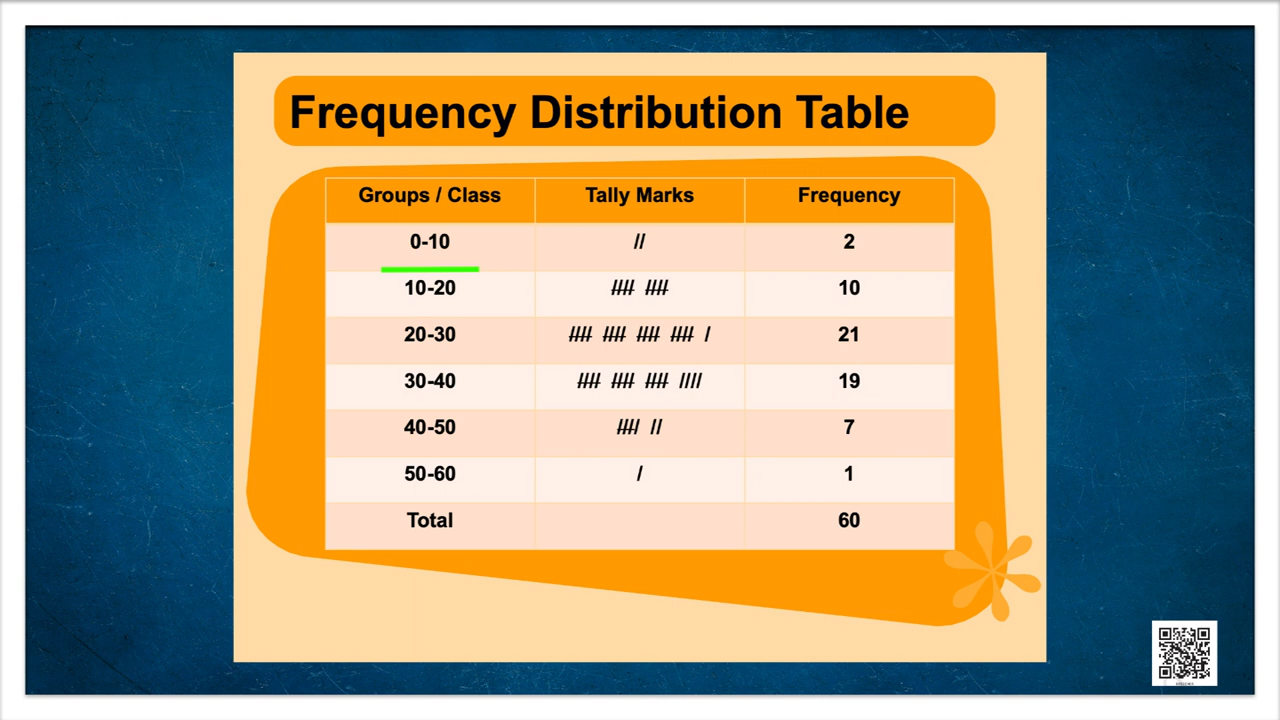 Frequency Distribution Table
Groups / Class Tally Marks Frequency
0-10 // 2
10-20 //// //// 10
20-30 //// //// //// //// / 21
30-40 //// //// //// //// 19
40-50 //// // 7
50-60 / 1
Total 60